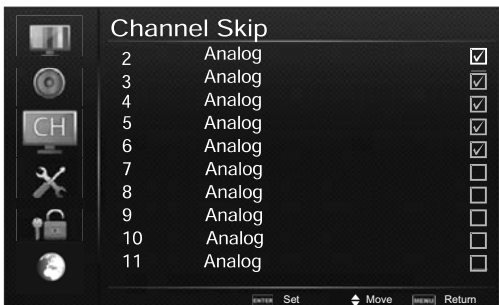 Channel Skip
2 Analog
3 Analog
4 Analog
5 Analog
6 Analog
7 Analog
8 Analog
9 Analog
10 Analog
11 Analog
CH
ENTER Set Move MENU Return